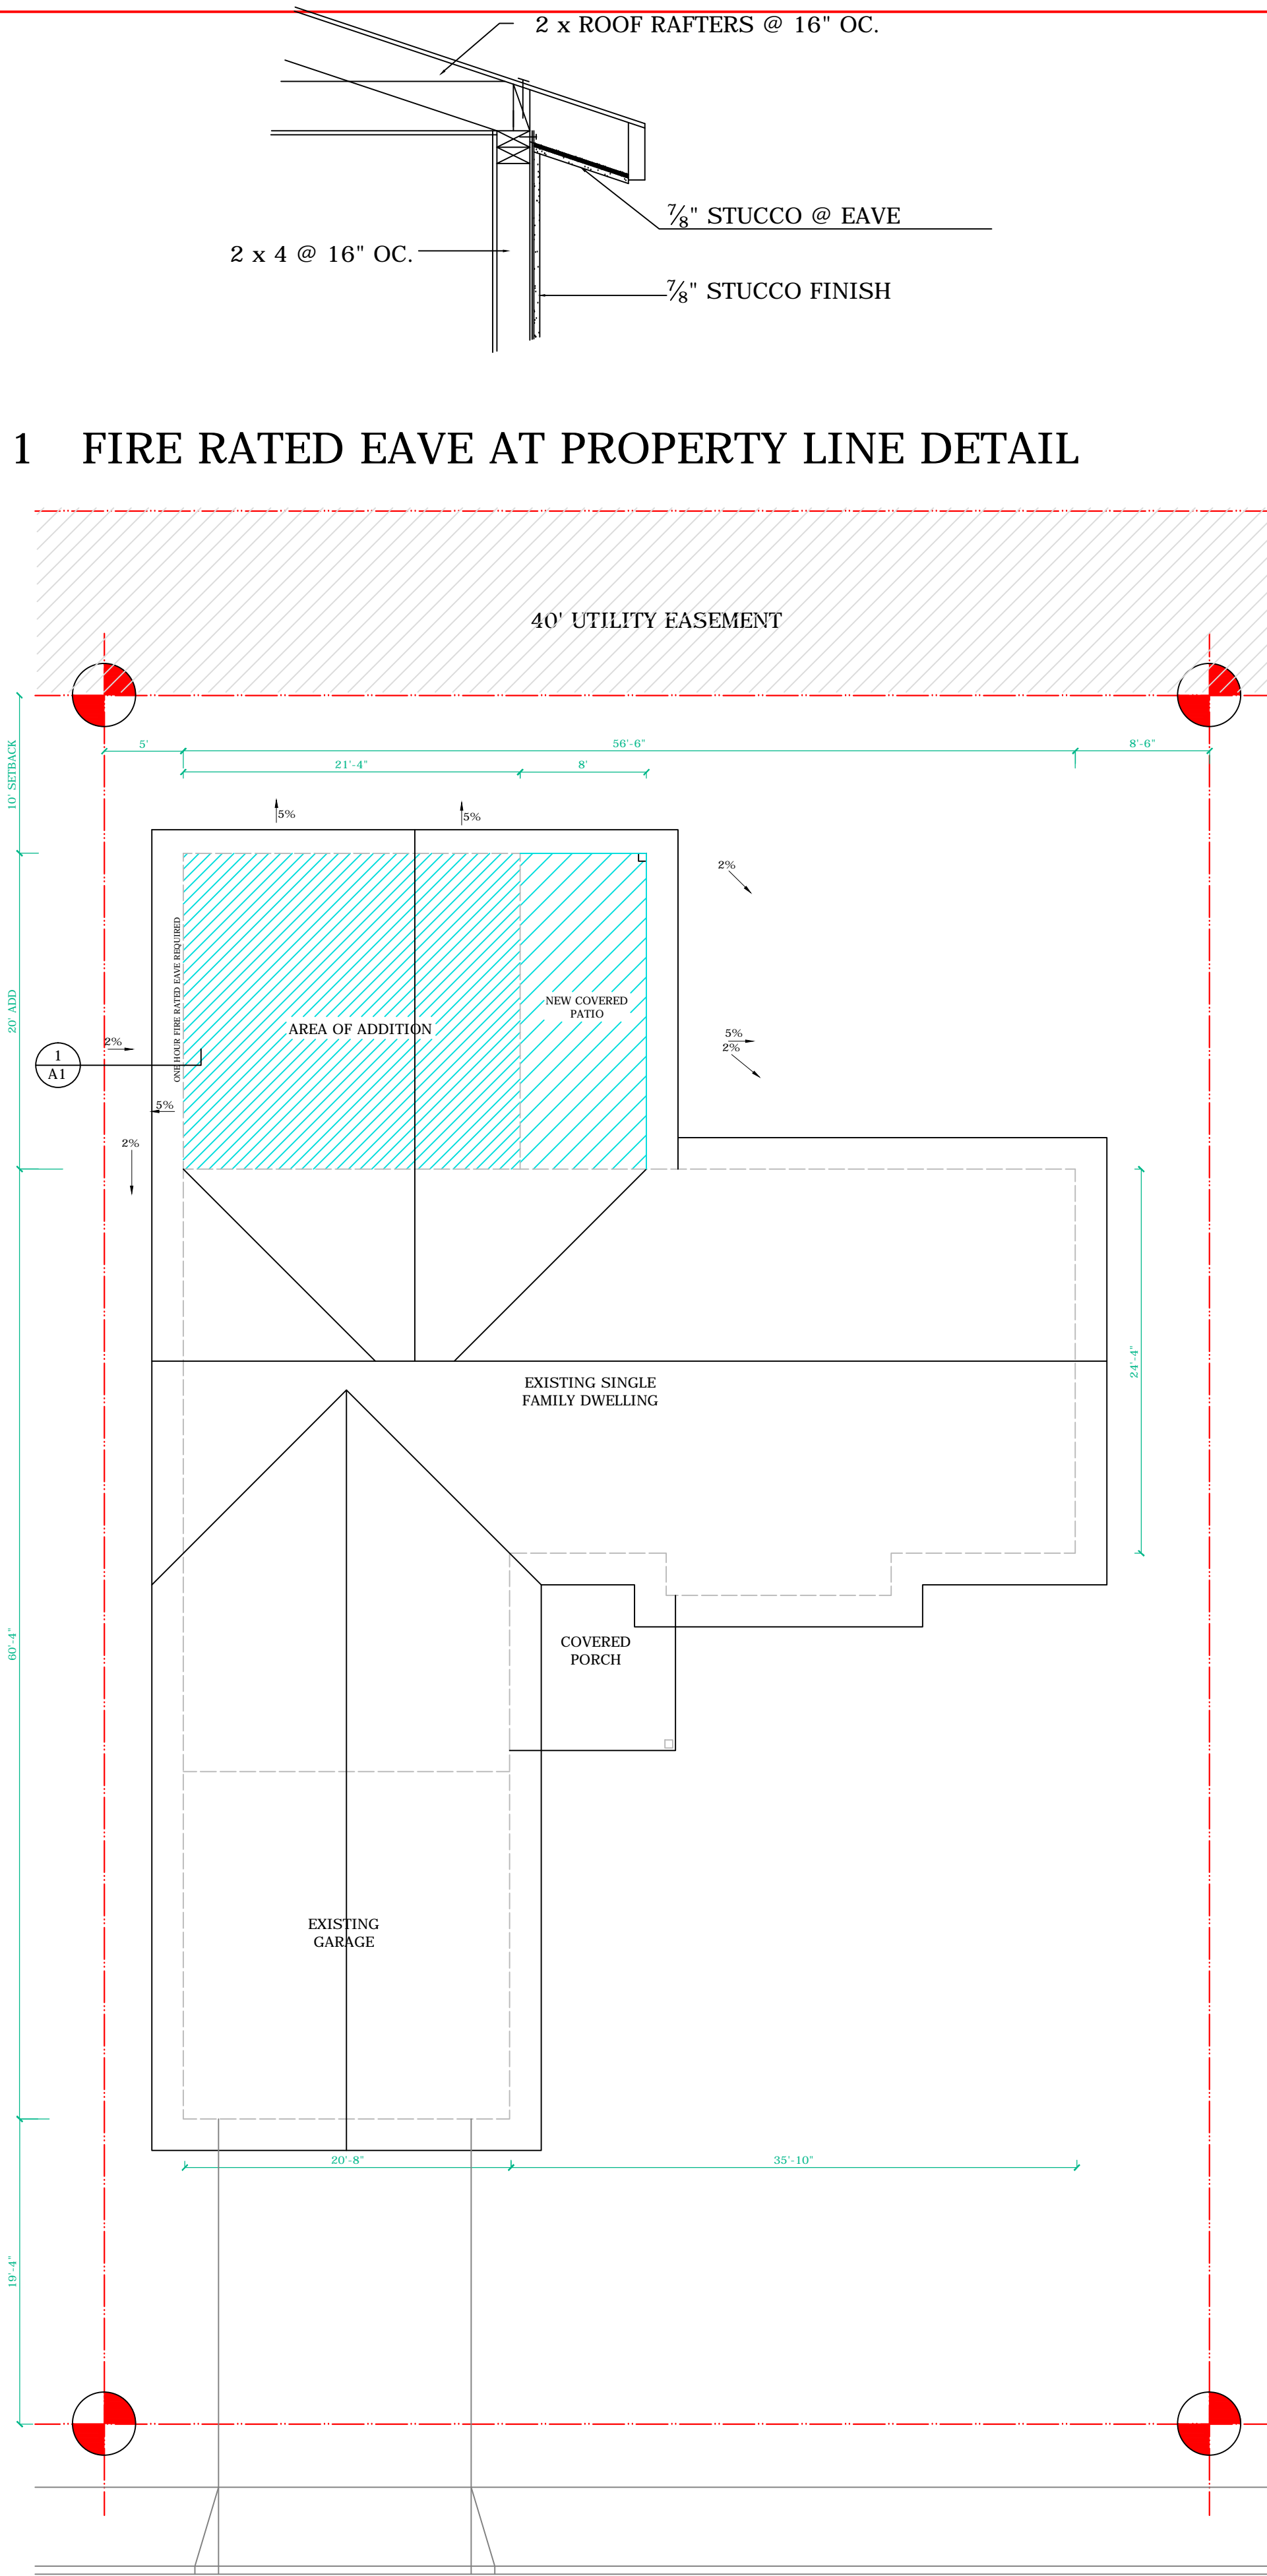 2 x ROOF RAFTERS @ 16" OC.
⅞" STUCCO @ EAVE
2 x 4 @ 16" OC.
⅞" STUCCO FINISH
1 FIRE RATED EAVE AT PROPERTY LINE DETAIL
40' UTILITY EASEMENT
5'
56'-6"
8'-6"
21'-4"
8'
10' SETBACK
5%
5%
2%
ONE HOUR FIRE RATED EAVE REQUIRED
20' ADD
NEW COVERED
PATIO
AREA OF ADDITION
2%
1
A1
5%
2%
5%
2%
24'-4"
EXISTING SINGLE
FAMILY DWELLING
60'-4"
COVERED
PORCH
EXISTING
GARAGE
20'-8"
35'-10"
19'-4"